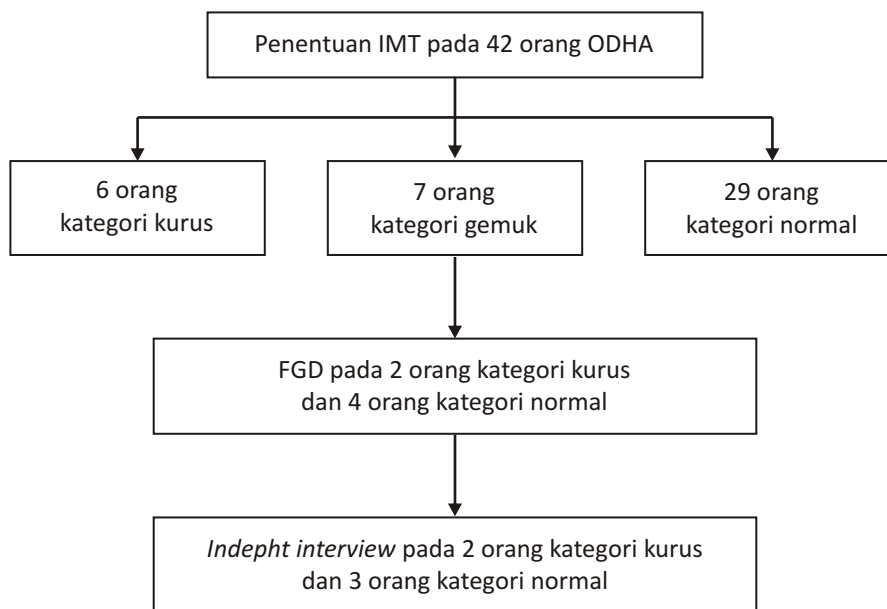 Penentuan IMT pada 42 orang ODHA
6 orang
kategori kurus
7 orang
kategori gemuk
29 orang
kategori normal
FGD pada 2 orang kategori kurus
dan 4 orang kategori normal
Indepht interview pada 2 orang kategori kurus
dan 3 orang kategori normal